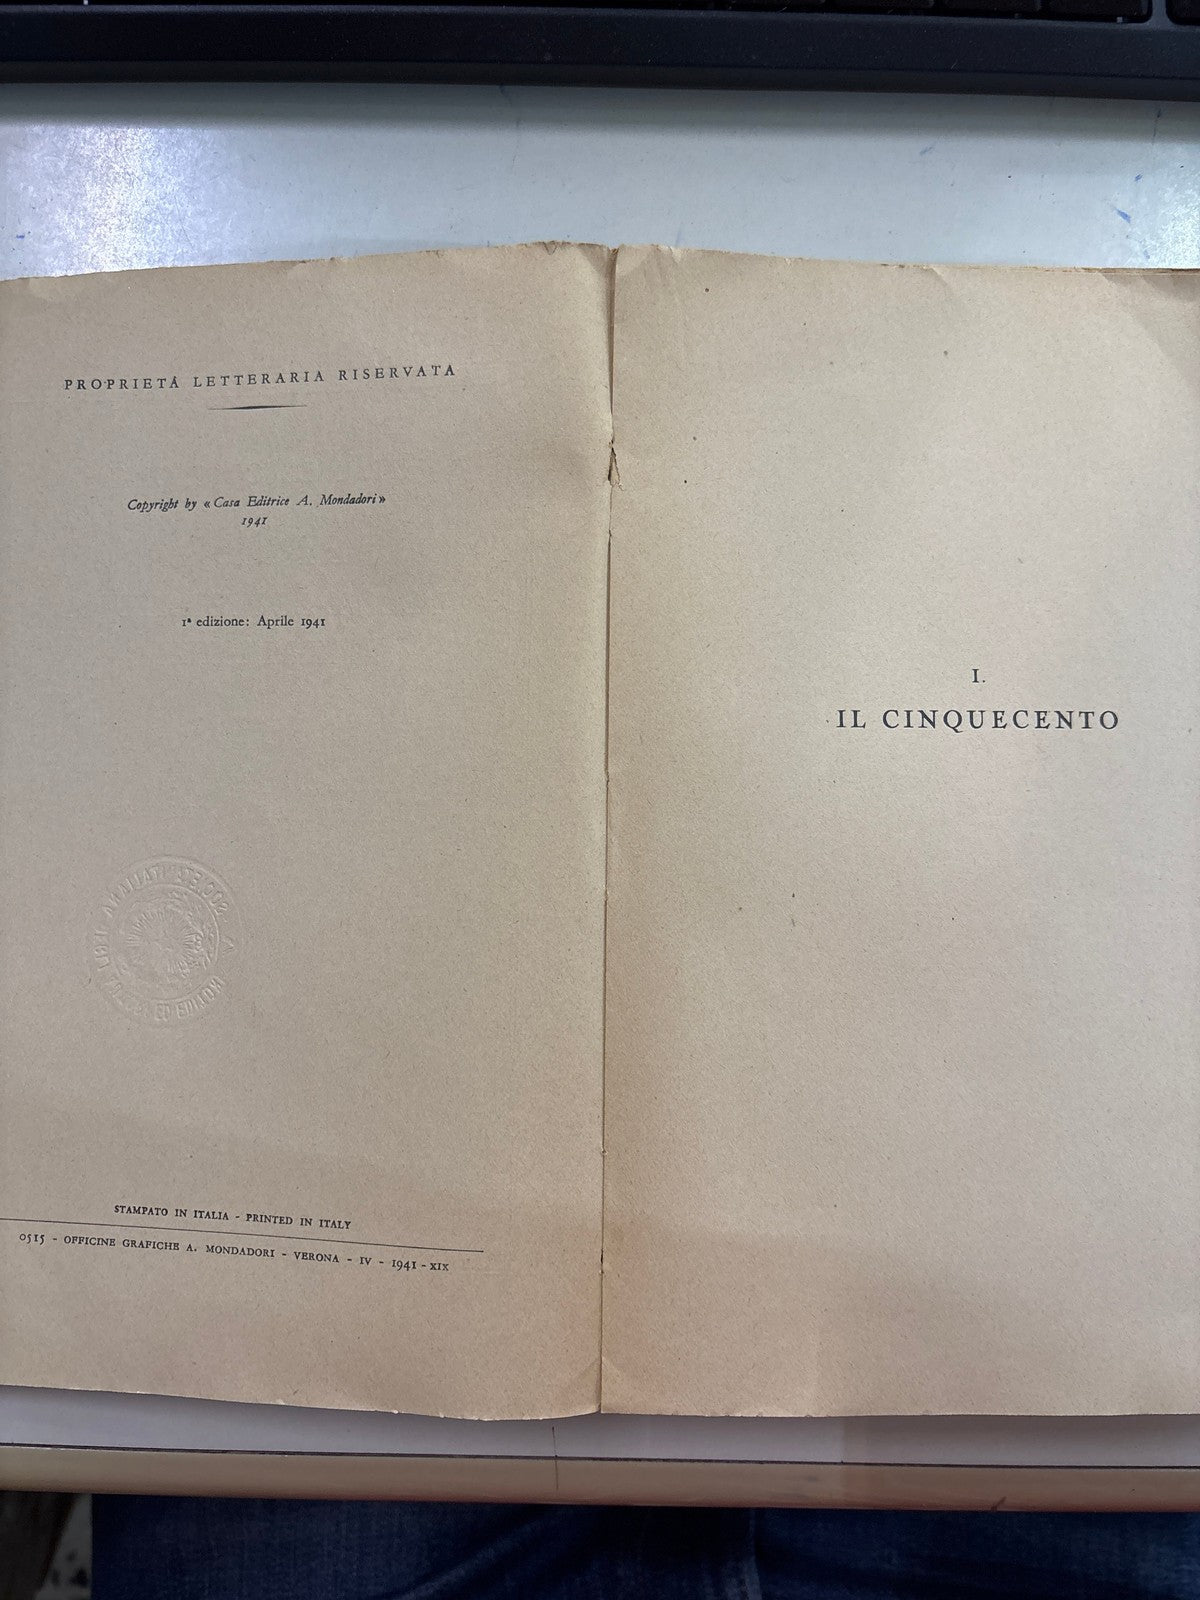 PROPRIETÁ LETTERARIA RISERVATA
Copyright by « Casa Editrice A. Mondadori »
1941
1ª edizione: Aprile 1941
STAMPATO IN ITALIA - PRINTED IN ITALY
0515 - OFFICINE GRAFICHE A. MONDADORI - VERONA - IV - 1941 - XIX
I.
IL CINQUECENTO